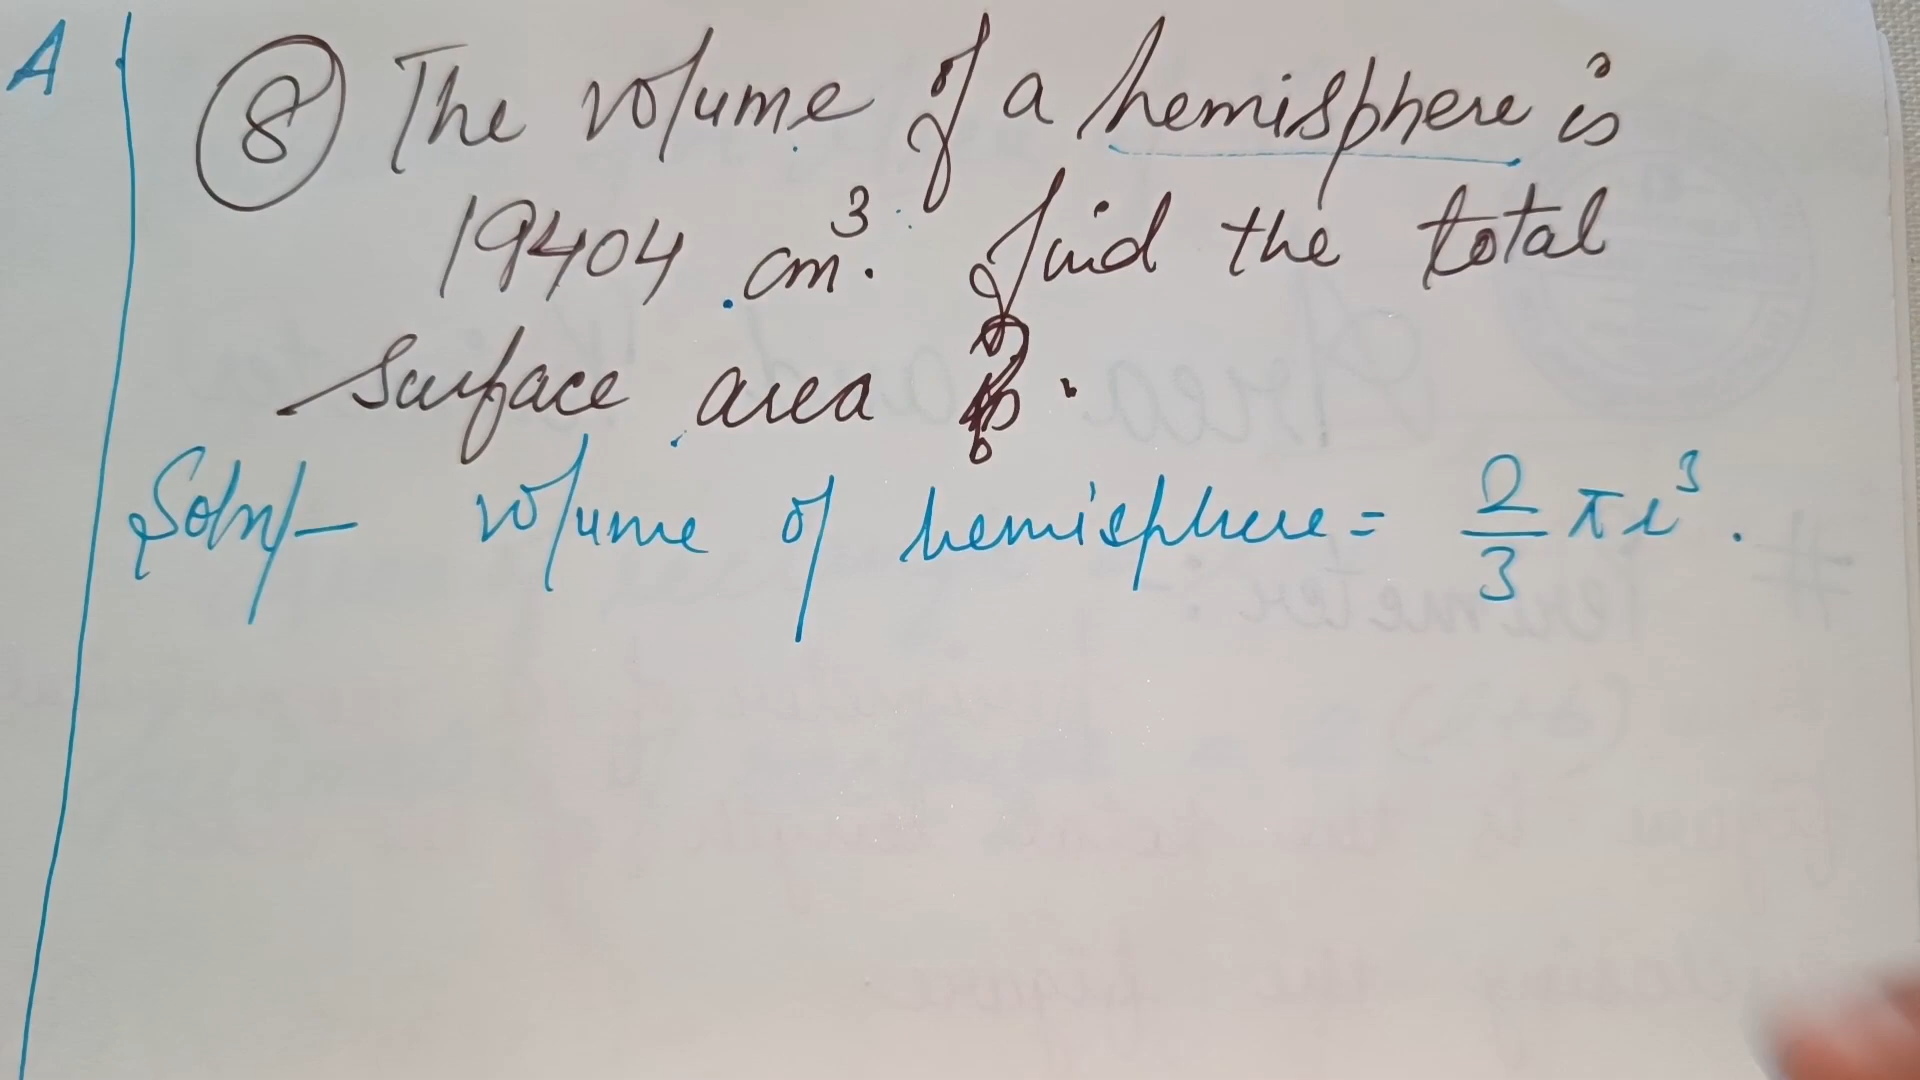 A
⑧ The volume of a hemisphere is
19404 cm³. find the total
surface area
Soln/- volume of hemisphere = 2/3 πr³.